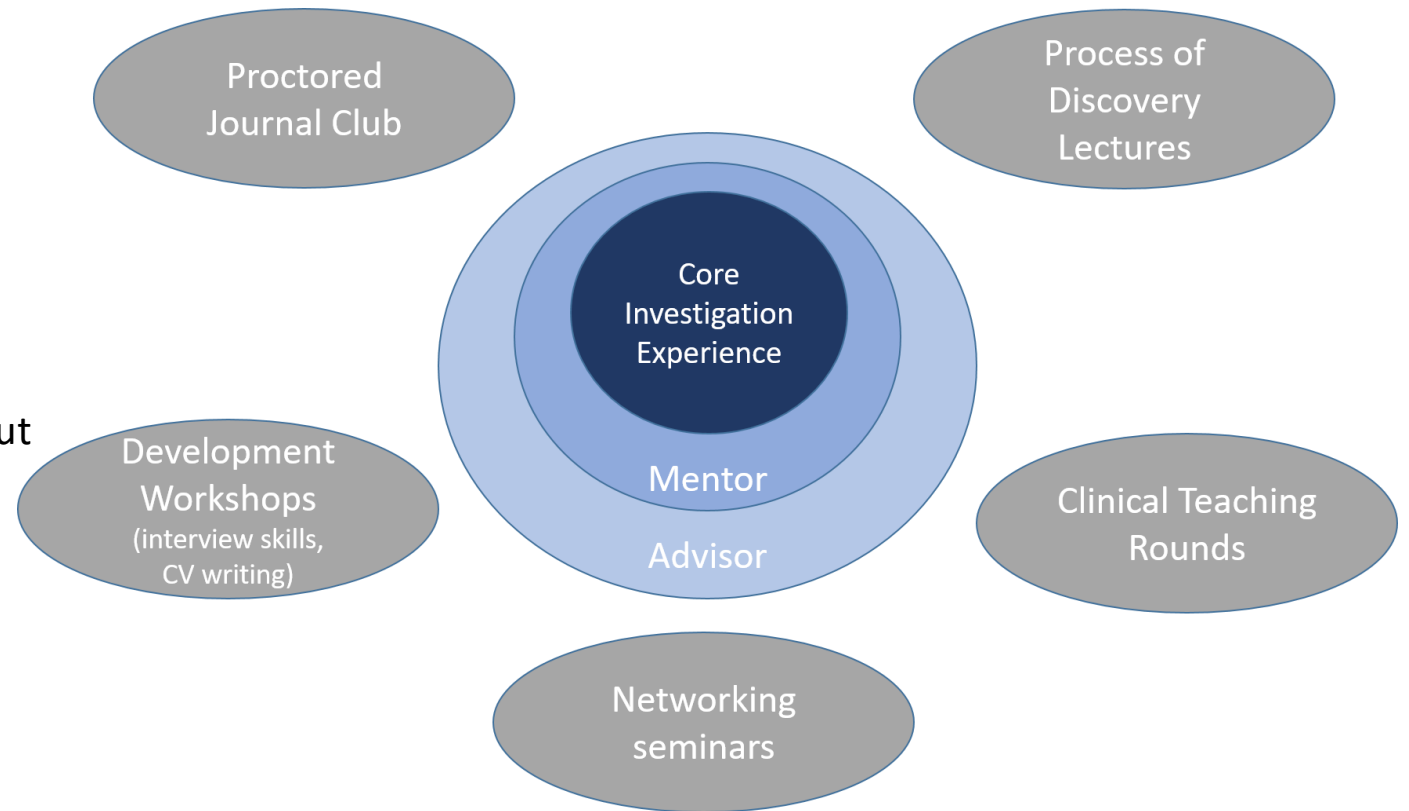 Proctored
Journal Club
Process of
Discovery
Lectures
Core
Investigation
Experience
Mentor
Advisor
ut
Development
Workshops
(interview skills,
CV writing)
Clinical Teaching
Rounds
Networking
seminars